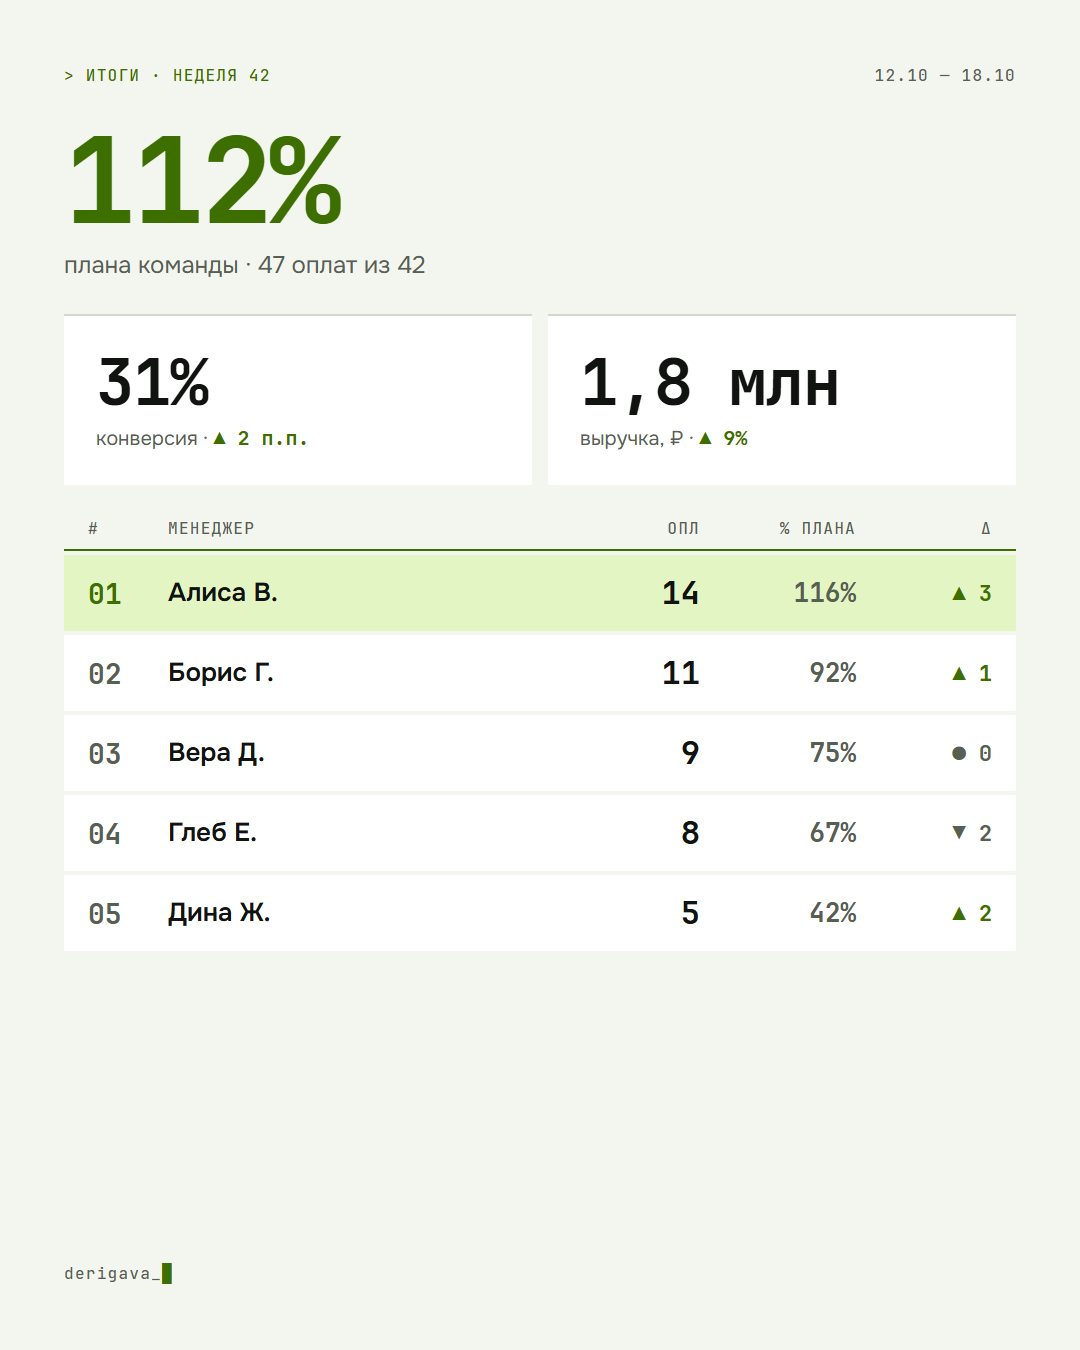 > ИТОГИ · НЕДЕЛЯ 42 12.10 — 18.10
112%
плана команды · 47 оплат из 42
31% 1,8 млн
конверсия · ▲ 2 п.п. выручка, ₽ · ▲ 9%
# МЕНЕДЖЕР ОПЛ % ПЛАНА Δ
01 Алиса В. 14 116% ▲ 3
02 Борис Г. 11 92% ▲ 1
03 Вера Д. 9 75% ● 0
04 Глеб Е. 8 67% ▼ 2
05 Дина Ж. 5 42% ▲ 2
derigava_█